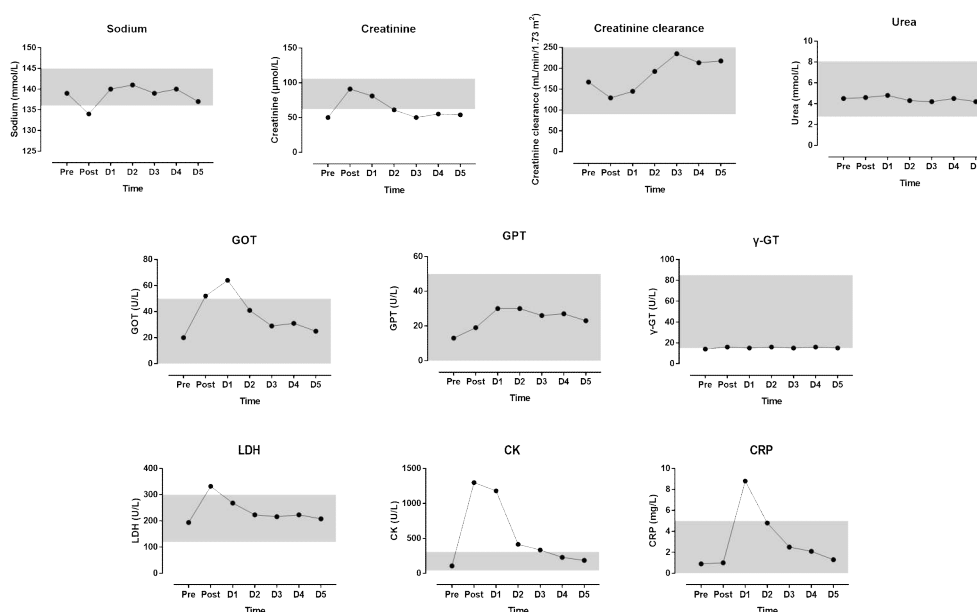 Sodium
Sodium (mmol/L)
150
145
140
135
130
125
Pre Post D1 D2 D3 D4 D5
Time
Creatinine
Creatinine (µmol/L)
150
100
50
0
Pre Post D1 D2 D3 D4 D5
Time
Creatinine clearance
Creatinine clearance (mL/min/1.73 m²)
250
200
150
100
50
0
Pre Post D1 D2 D3 D4 D5
Time
Urea
Urea (mmol/L)
10
8
6
4
2
0
Pre Post D1 D2 D3 D4 D
Time
GOT
GOT (U/L)
80
60
40
20
0
Pre Post D1 D2 D3 D4 D5
Time
GPT
GPT (U/L)
60
40
20
0
Pre Post D1 D2 D3 D4 D5
Time
γ-GT
γ-GT (U/L)
100
80
60
40
20
0
Pre Post D1 D2 D3 D4 D5
Time
LDH
LDH (U/L)
400
300
200
100
0
Pre Post D1 D2 D3 D4 D5
Time
CK
CK (U/L)
1500
1000
500
0
Pre Post D1 D2 D3 D4 D5
Time
CRP
CRP (mg/L)
10
8
6
4
2
0
Pre Post D1 D2 D3 D4 D5
Time